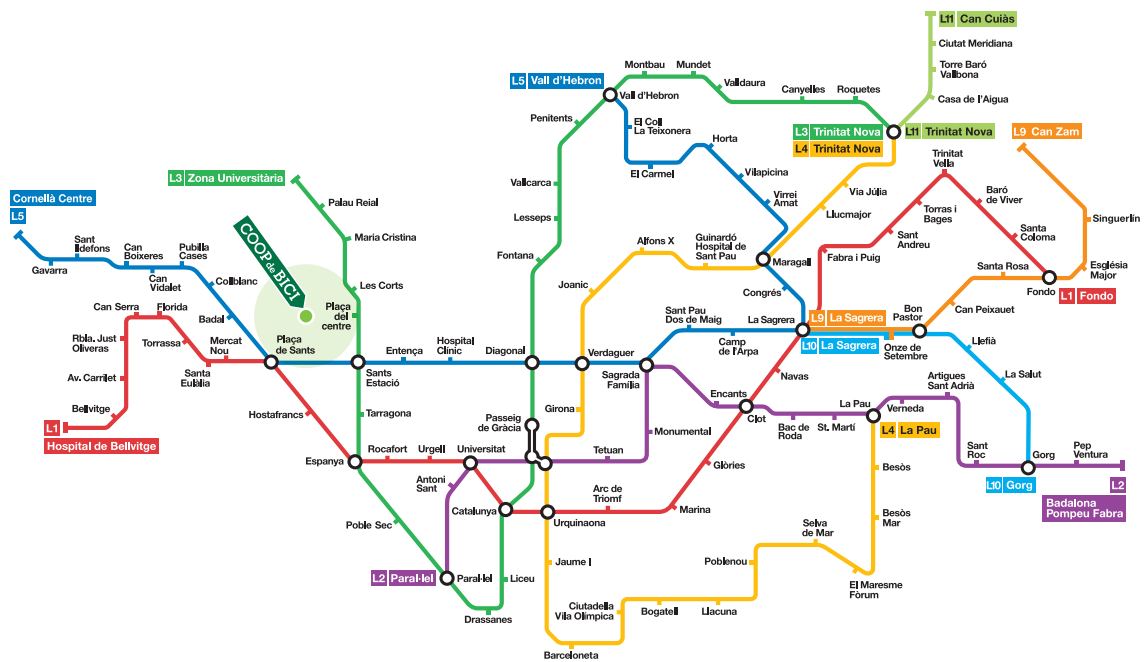 L11 Can Cuiàs
Ciutat Meridiana
Torre Baró
Vallbona
Casa de l'Aigua
Montbau
Mundet
Valldaura
Canyelles
Roquetes
L5 Vall d'Hebron
Vall d'Hebron
Penitents
El Coll
La Teixonera
Horta
El Carmel
Vilapicina
Virrei
Amat
L3 Trinitat Nova
L11 Trinitat Nova
L4 Trinitat Nova
L9 Can Zam
Trinitat
Vella
Via Júlia
Llucmajor
Torras i
Bages
Baró
de Viver
Sant
Andreu
Santa
Coloma
Singuerlín
Fabra i Puig
Santa Rosa
Església
Major
Fondo
L1 Fondo
Can Peixauet
L3 Zona Universitària
Palau Reial
Maria Cristina
Les Corts
Plaça
del
centre
COOP de BICI
Cornellà Centre
L5
Gavarra
Sant
Ildefons
Can
Boixeres
Can
Vidalet
Pubilla
Cases
Collblanc
Badal
Can Serra
Florida
Rbla. Just
Oliveras
Torrassa
Mercat
Nou
Santa
Eulàlia
Plaça
de Sants
Av. Carrilet
Bellvitge
L1
Hospital de Bellvitge
Hostafrancs
Sants
Estació
Entença
Hospital
Clínic
Diagonal
Tarragona
Vallcarca
Lesseps
Fontana
Alfons X
Guinardó
Hospital de
Sant Pau
Maragall
Joanic
Congrés
Sant Pau
Dos de Maig
La Sagrera
Camp
de l'Arpa
L9 La Sagrera
L10 La Sagrera
Bon
Pastor
Onze de
Setembre
Llefià
La Salut
Verdaguer
Sagrada
Família
Navas
Encants
Clot
Girona
Passeig
de Gràcia
Monumental
Tetuan
Bac de
Roda
St. Martí
La Pau
L4 La Pau
Verneda
Artigues
Sant Adrià
Sant
Roc
Gorg
L10 Gorg
Pep
Ventura
L2
Badalona
Pompeu Fabra
Espanya
Rocafort
Urgell
Universitat
Antoni
Sant
Catalunya
Urquinaona
Arc de
Triomf
Marina
Glòries
Besòs
Besòs
Mar
Poble Sec
L2 Paral·lel
Paral·lel
Liceu
Drassanes
Jaume I
Barceloneta
Ciutadella
Vila Olímpica
Bogatell
Llacuna
Poblenou
Selva
de Mar
El Maresme
Fòrum